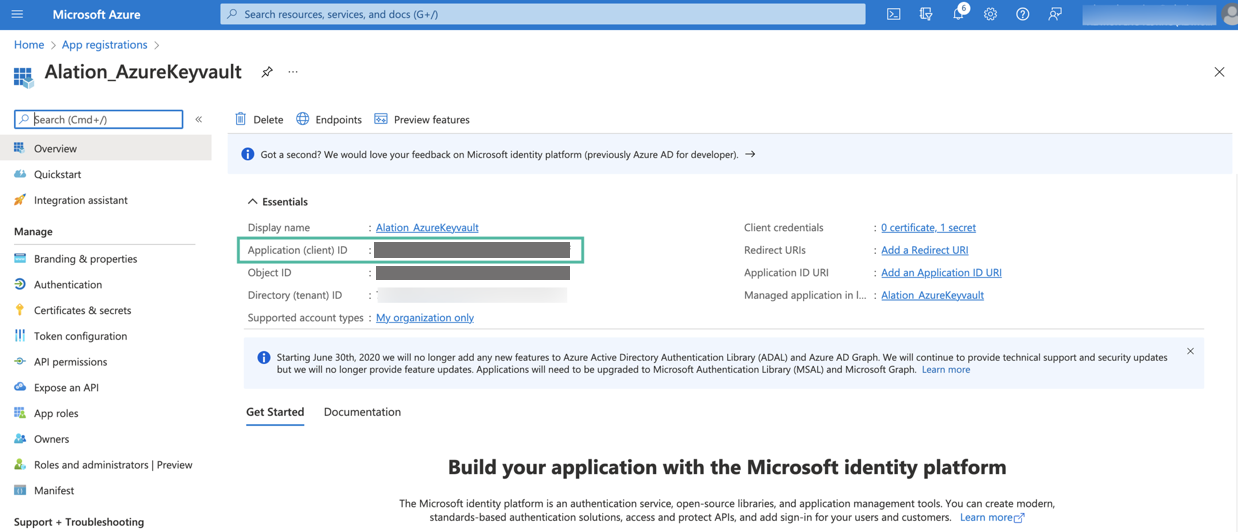 Microsoft Azure
Search resources, services, and docs (G+/)
6
Home > App registrations >
Alation_AzureKeyvault
...
Search (Cmd+/)
«
Overview
Quickstart
Integration assistant
Manage
Branding & properties
Authentication
Certificates & secrets
Token configuration
API permissions
Expose an API
App roles
Owners
Roles and administrators | Preview
Manifest
Support + Troubleshooting
Delete
Endpoints
Preview features
Got a second? We would love your feedback on Microsoft identity platform (previously Azure AD for developer). →
Essentials
Display name : Alation_AzureKeyvault
Application (client) ID :
Object ID :
Directory (tenant) ID :
Supported account types : My organization only
Client credentials : 0 certificate, 1 secret
Redirect URIs : Add a Redirect URI
Application ID URI : Add an Application ID URI
Managed application in l... : Alation_AzureKeyvault
Starting June 30th, 2020 we will no longer add any new features to Azure Active Directory Authentication Library (ADAL) and Azure AD Graph. We will continue to provide technical support and security updates
but we will no longer provide feature updates. Applications will need to be upgraded to Microsoft Authentication Library (MSAL) and Microsoft Graph. Learn more
Get Started
Documentation
Build your application with the Microsoft identity platform
The Microsoft identity platform is an authentication service, open-source libraries, and application management tools. You can create modern,
standards-based authentication solutions, access and protect APIs, and add sign-in for your users and customers. Learn more